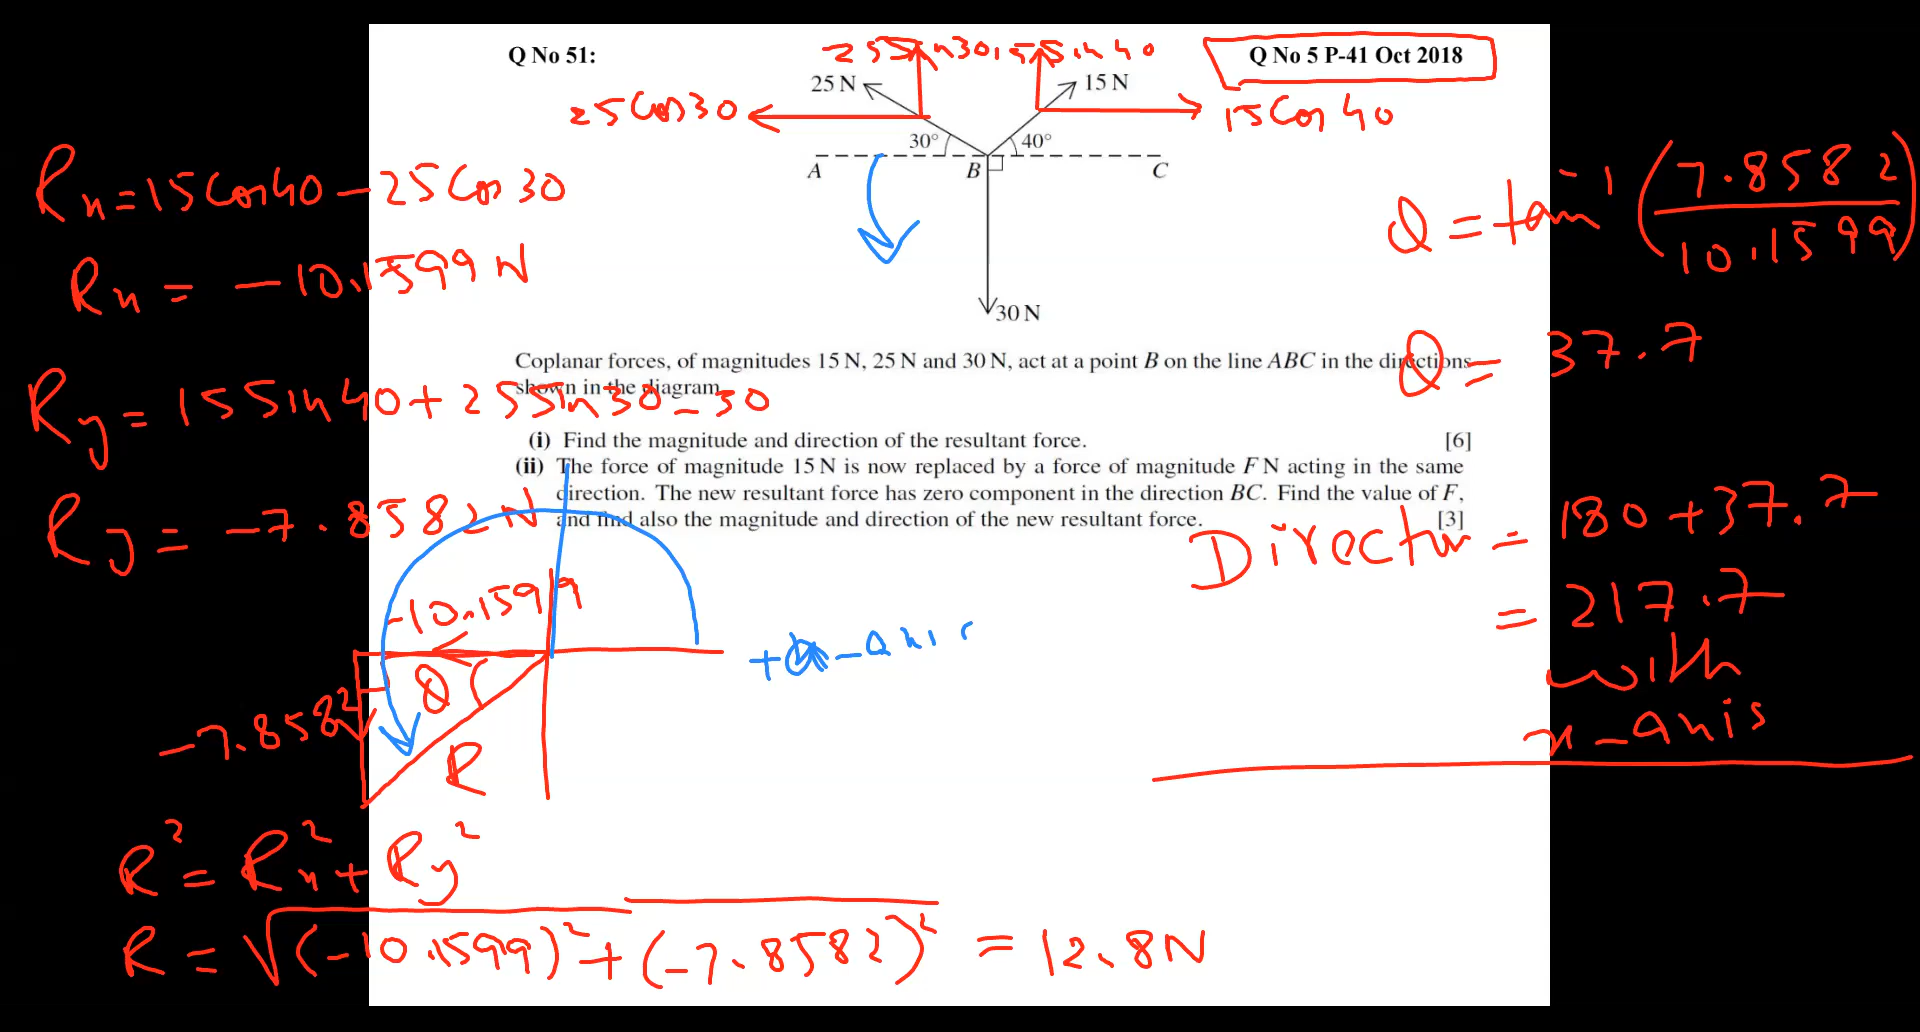 Q No 51:
Q No 5 P-41 Oct 2018
25Sin30
15Sin40
25 N
15 N
25Cos30
15Cos40
30°
40°
A
B
C
30 N
Rx = 15Cos40 - 25Cos30
Rx = -10.1599 N
Ry = 15Sin40 + 25Sin30 - 30
Ry = -7.8582 N
θ = tan⁻¹ (7.8582 / 10.1599)
θ = 37.7
Coplanar forces, of magnitudes 15 N, 25 N and 30 N, act at a point B on the line ABC in the directions
shown in the diagram.
(i) Find the magnitude and direction of the resultant force. [6]
(ii) The force of magnitude 15 N is now replaced by a force of magnitude F N acting in the same
direction. The new resultant force has zero component in the direction BC. Find the value of F,
and find also the magnitude and direction of the new resultant force. [3]
Direction = 180 + 37.7
= 217.7
with
x-axis
-10.1599
θ
-7.8582
R
R² = Rx² + Ry²
R = √(-10.1599)² + (-7.8582)² = 12.8N